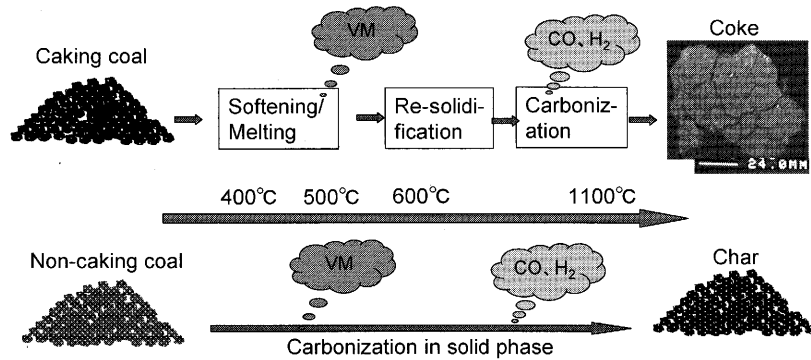 VM
CO、H2
Coke
Caking coal
Softening/
Melting
Re-solidi-
fication
Carboniz-
ation
24.0MM
400℃
500℃
600℃
1100℃
Non-caking coal
VM
CO、H2
Char
Carbonization in solid phase